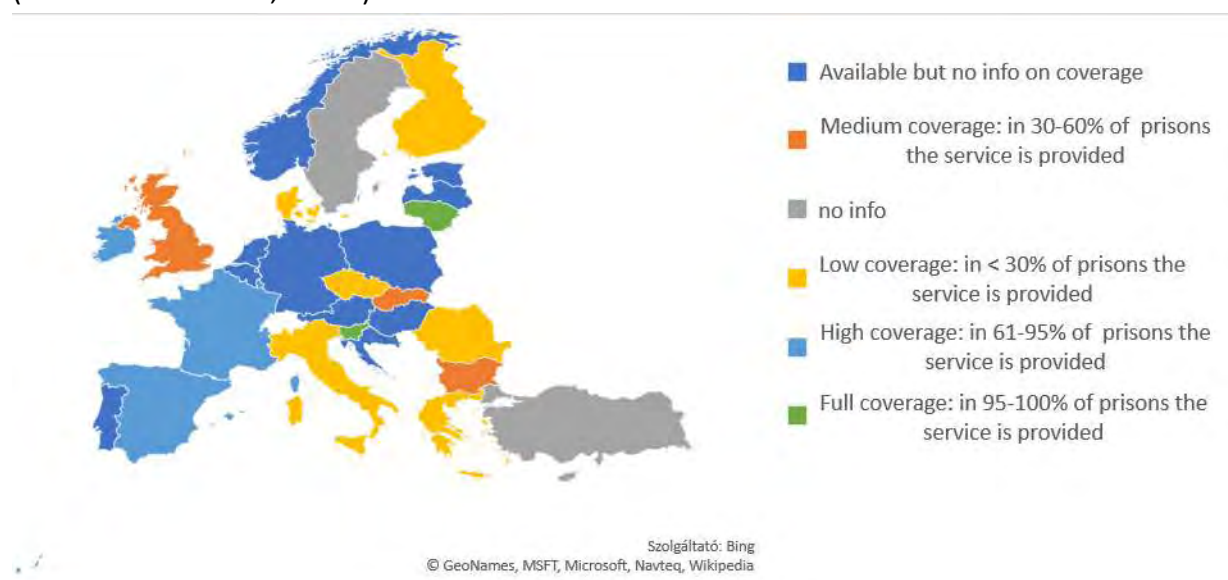 Available but no info on coverage
Medium coverage: in 30-60% of prisons
the service is provided
no info
Low coverage: in < 30% of prisons the
service is provided
High coverage: in 61-95% of prisons the
service is provided
Full coverage: in 95-100% of prisons the
service is provided
Szolgáltató: Bing
© GeoNames, MSFT, Microsoft, Navteq, Wikipedia